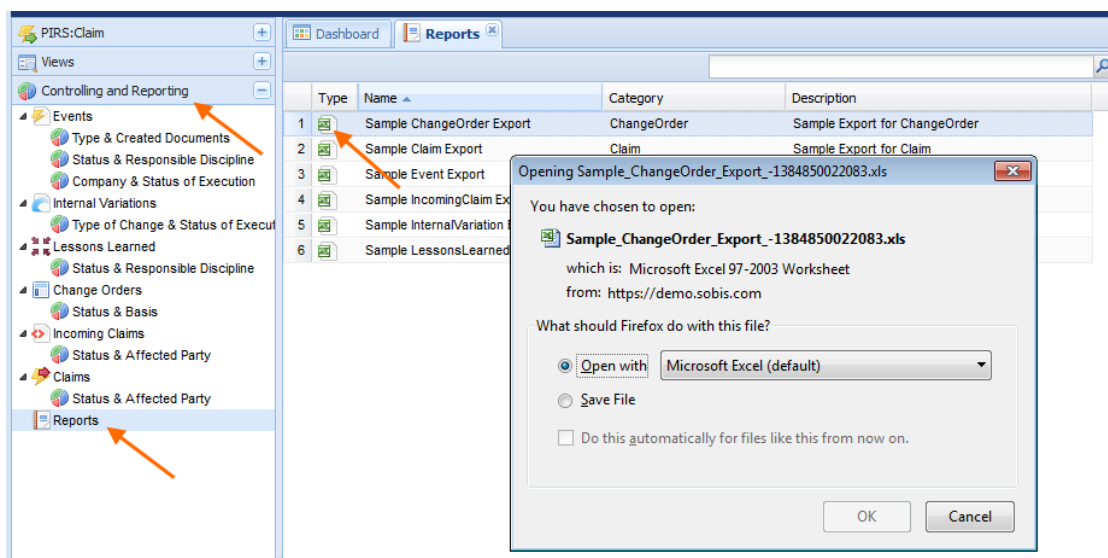 PIRS:Claim
Views
Controlling and Reporting
Events
Type & Created Documents
Status & Responsible Discipline
Company & Status of Execution
Internal Variations
Type of Change & Status of Execut
Lessons Learned
Status & Responsible Discipline
Change Orders
Status & Basis
Incoming Claims
Status & Affected Party
Claims
Status & Affected Party
Reports
Dashboard Reports
Type Name Category Description
1 Sample ChangeOrder Export ChangeOrder Sample Export for ChangeOrder
2 Sample Claim Export Claim Sample Export for Claim
3 Sample Event Export
4 Sample IncomingClaim Ex
5 Sample InternalVariation E
6 Sample LessonsLearned
Opening Sample_ChangeOrder_Export_-1384850022083.xls
You have chosen to open:
Sample_ChangeOrder_Export_-1384850022083.xls
which is: Microsoft Excel 97-2003 Worksheet
from: https://demo.sobis.com
What should Firefox do with this file?
Open with Microsoft Excel (default)
Save File
Do this automatically for files like this from now on.
OK Cancel